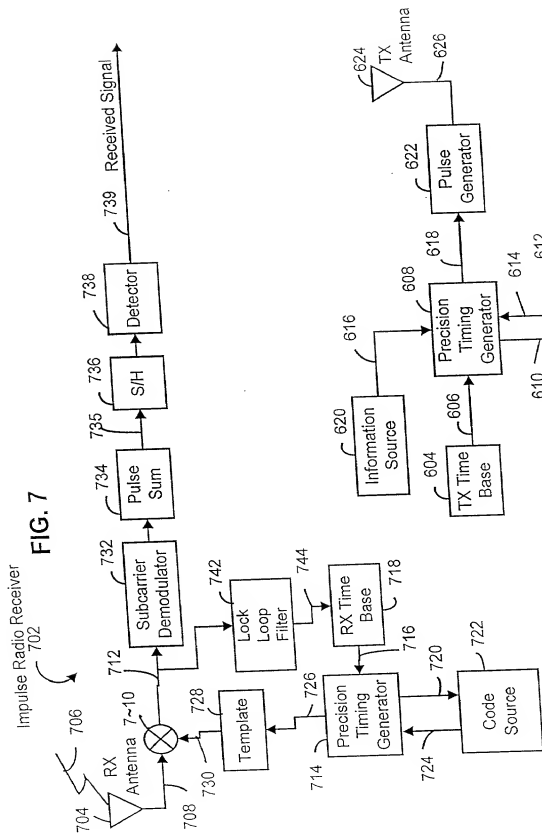 Impulse Radio Receiver
702
FIG. 7
706
704
RX
Antenna
708
7~10
712
732
Subcarrier
Demodulator
734
Pulse
Sum
735
736
S/H
738
Detector
739
Received Signal
730
728
Template
726
742
Lock
Loop
Filter
744
RX Time
Base
718
716
714
Precision
Timing
Generator
720
724
722
Code
Source
620
Information
Source
616
604
TX Time
Base
606
608
Precision
Timing
Generator
618
622
Pulse
Generator
624
TX
Antenna
626
610
614
612